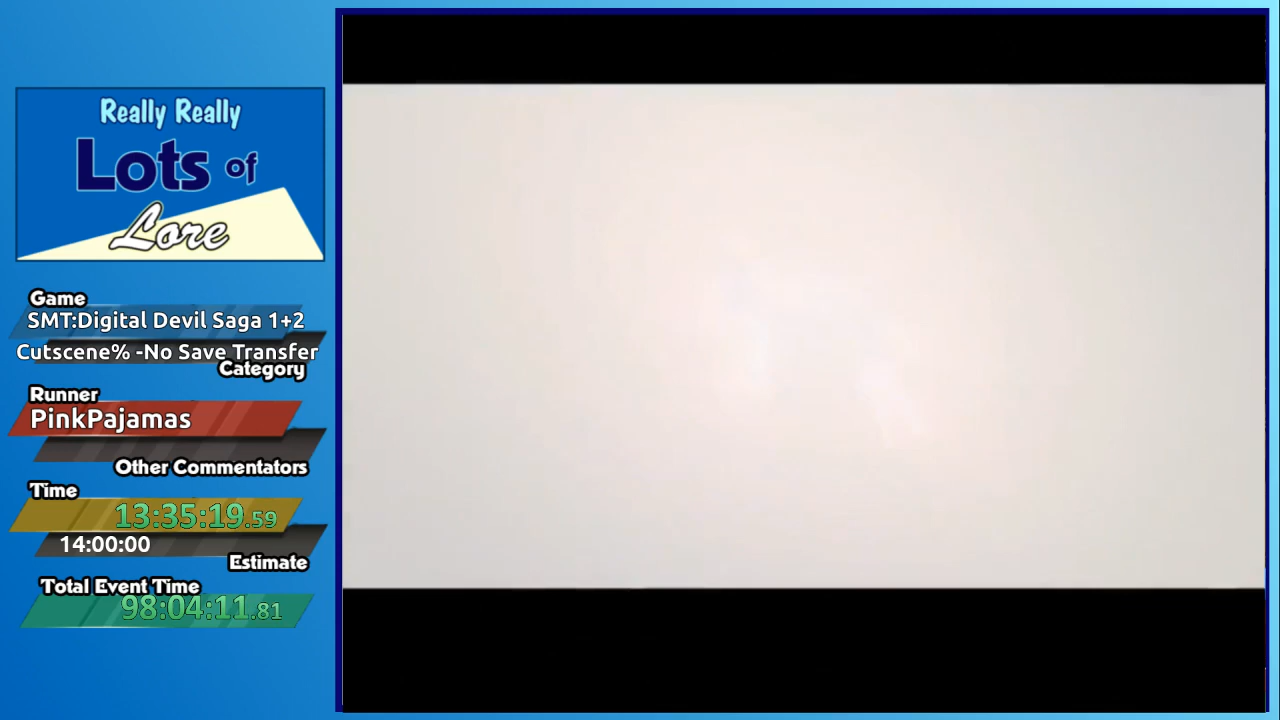 Really Really
Lots of
Lore
Game
SMT:Digital Devil Saga 1+2
Cutscene% -No Save Transfer
Category
Runner
PinkPajamas
Other Commentators
Time
13:35:19.59
14:00:00
Estimate
Total Event Time
98:04:11.81